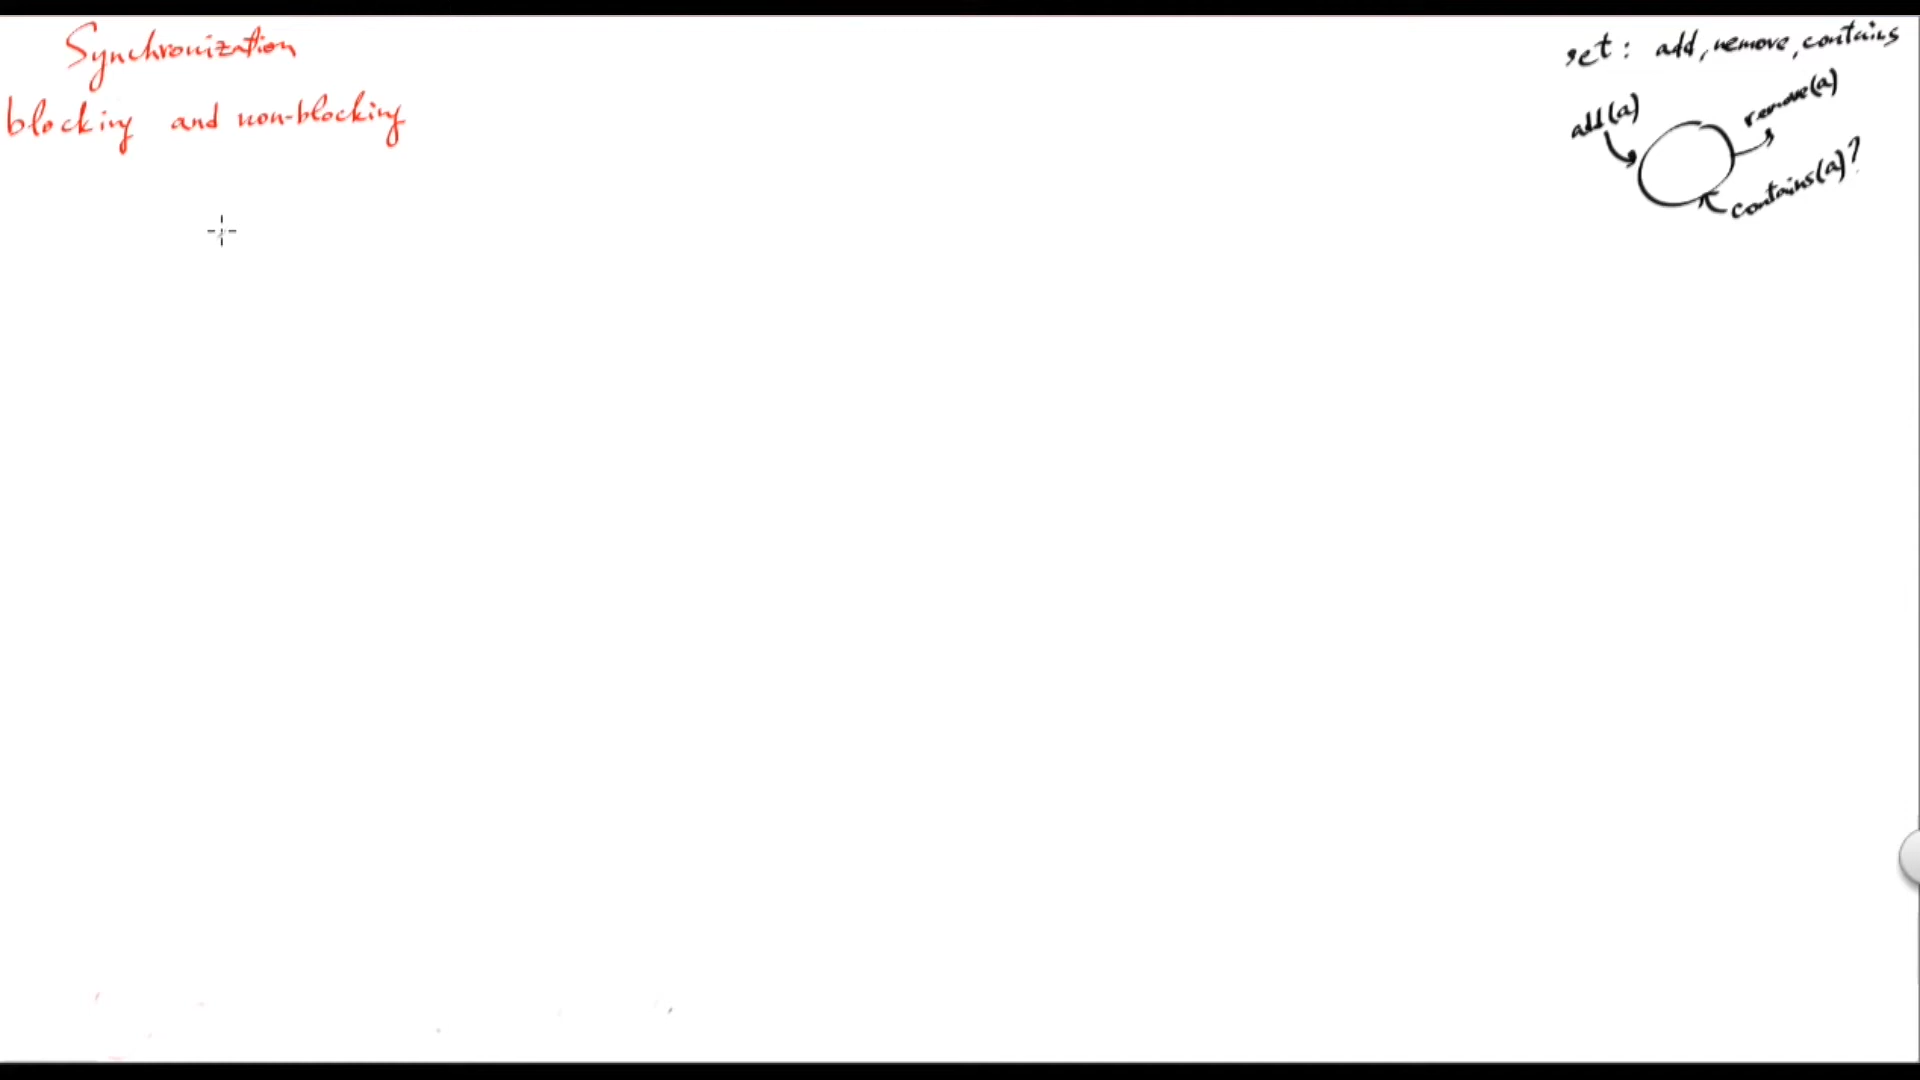 Synchronization
blocking and non-blocking
set: add, remove, contains
add(a)
remove(a)
contains(a)?